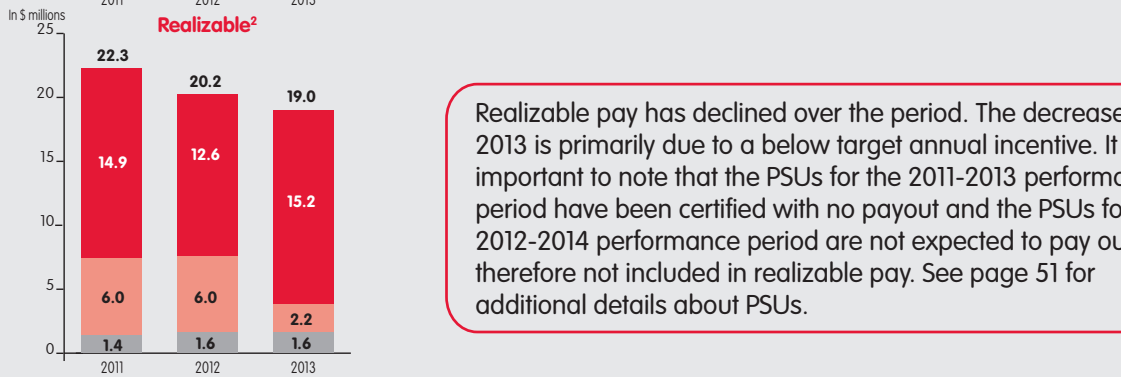 2011 2012 2013
In $ millions
Realizable²
25
22.3
20.2
20
19.0
15
14.9
12.6
15.2
10
5
6.0
6.0
2.2
0
1.4
1.6
1.6
2011 2012 2013
Realizable pay has declined over the period. The decrease
2013 is primarily due to a below target annual incentive. It
important to note that the PSUs for the 2011-2013
period have been certified with no payout and the PSUs
2012-2014 performance period are not expected to pay
therefore not included in realizable pay. See page 51 for
additional details about PSUs.